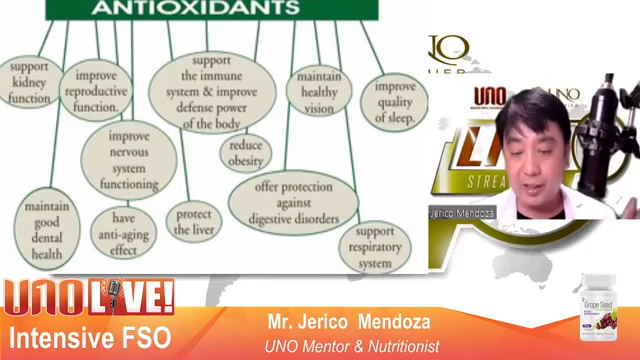 ANTIOXIDANTS
support
kidney
function
improve
reproductive
function.
support
the immune
system & improve
defense power
of the body
maintain
healthy
vision
improve
quality
of sleep.
improve
nervous
system
functioning
reduce
obesity
maintain
good
dental
health
have
anti-aging
effect
protect
the liver
offer protection
against
digestive disorders
support
respiratory
system
UNO
STREA
Jerico Mendoza
UNO LIVE!
Intensive FSO
Mr. Jerico Mendoza
UNO Mentor & Nutritionist
Grape Seed